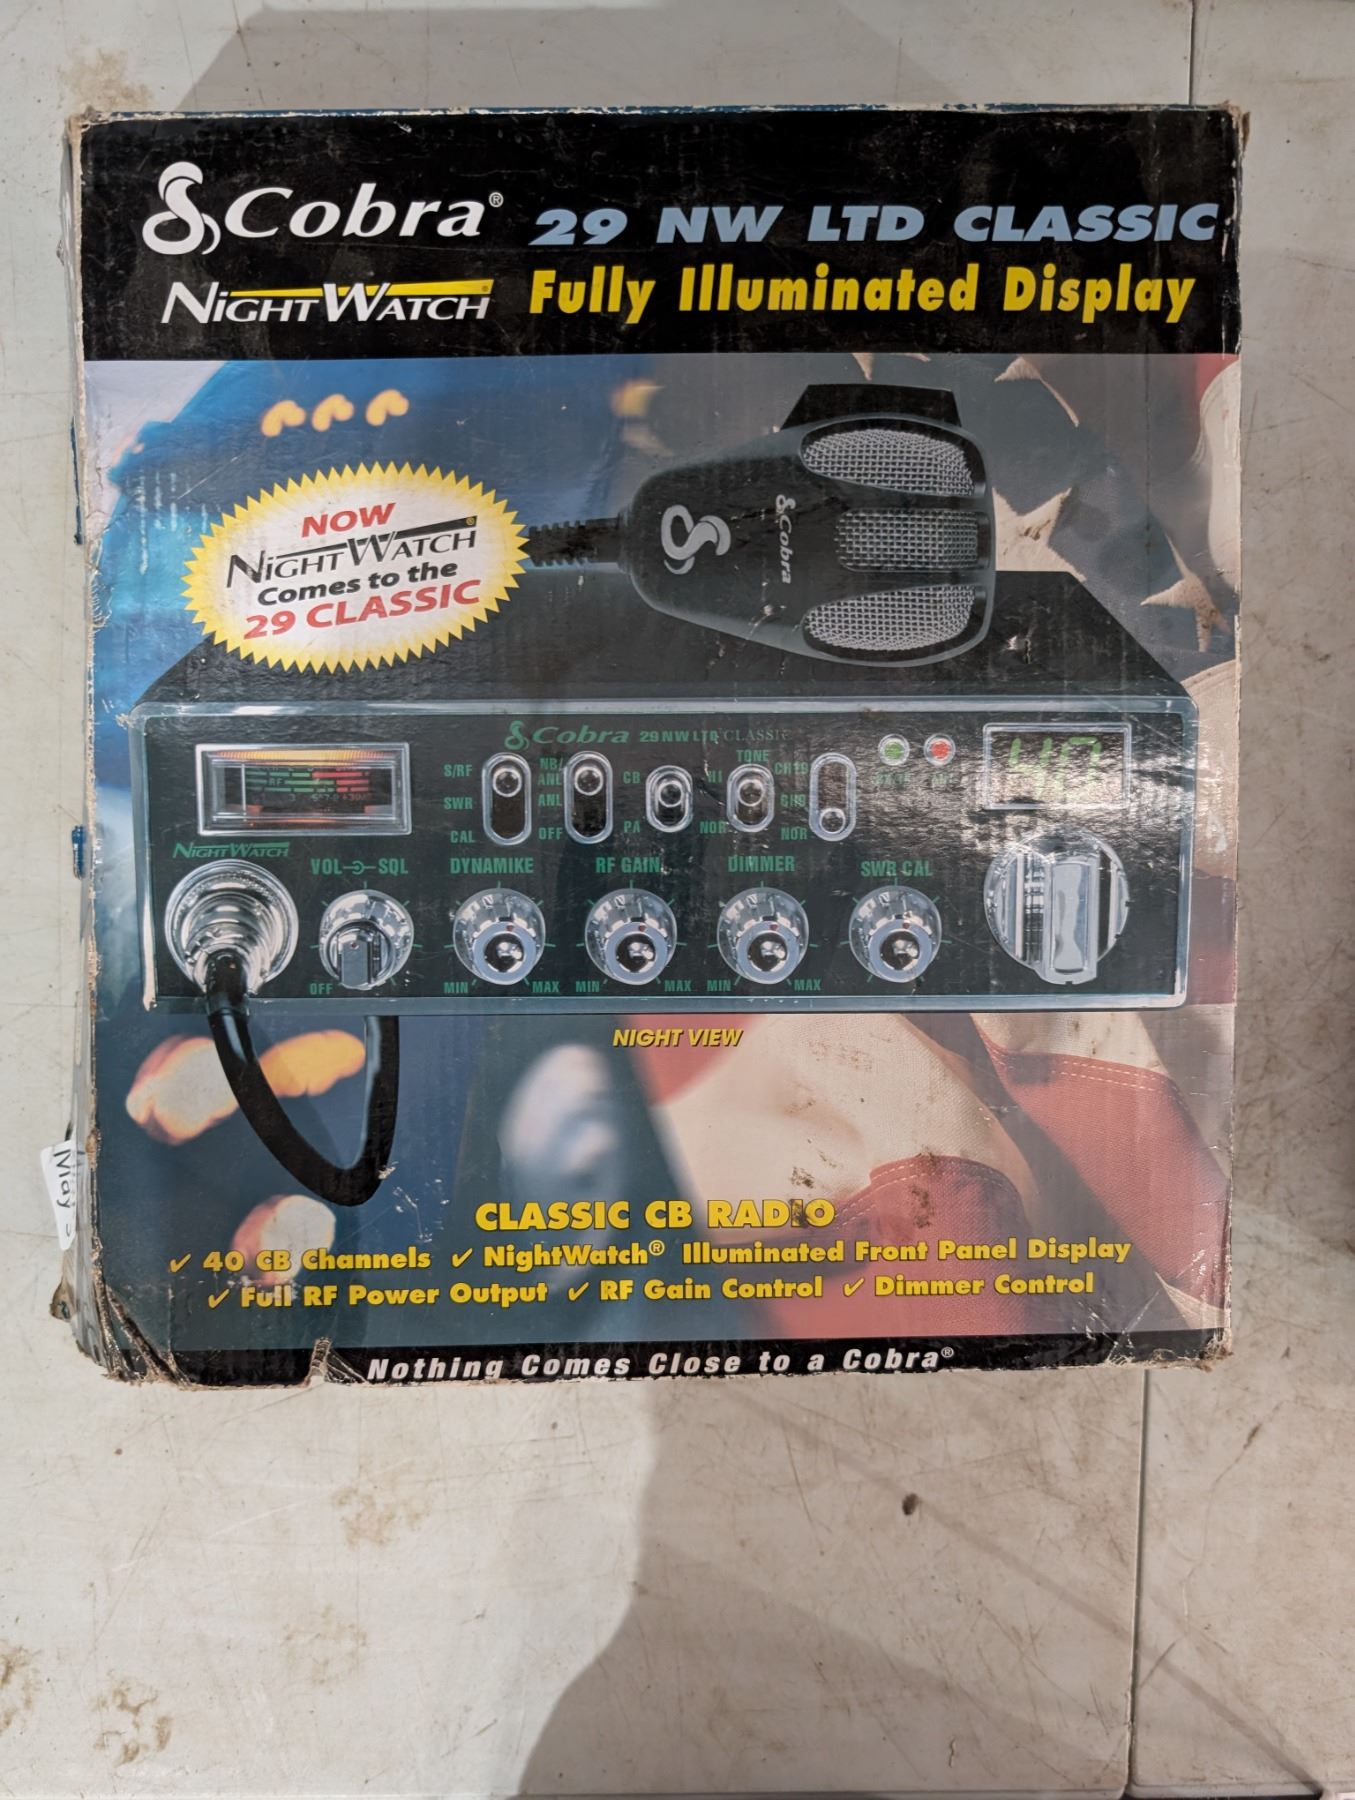 Cobra® 29 NW LTD CLASSIC
NIGHTWATCH® Fully Illuminated Display
NOW
NIGHTWATCH®
Comes to the
29 CLASSIC
Cobra
Cobra 29 NW LTD CLASSIC
S/RF
SWR
CAL
NB/
ANL
ANL
OFF
CB
PA
TONE
HI
NOR
CH19
CH9
NOR
40
RF
NIGHTWATCH
VOL SQL
OFF
DYNAMIKE
MIN MAX
RF GAIN
MIN MAX
DIMMER
MIN MAX
SWR CAL
NIGHT VIEW
CLASSIC CB RADIO
✓ 40 CB Channels ✓ NightWatch® Illuminated Front Panel Display
✓ Full RF Power Output ✓ RF Gain Control ✓ Dimmer Control
Nothing Comes Close to a Cobra®
May